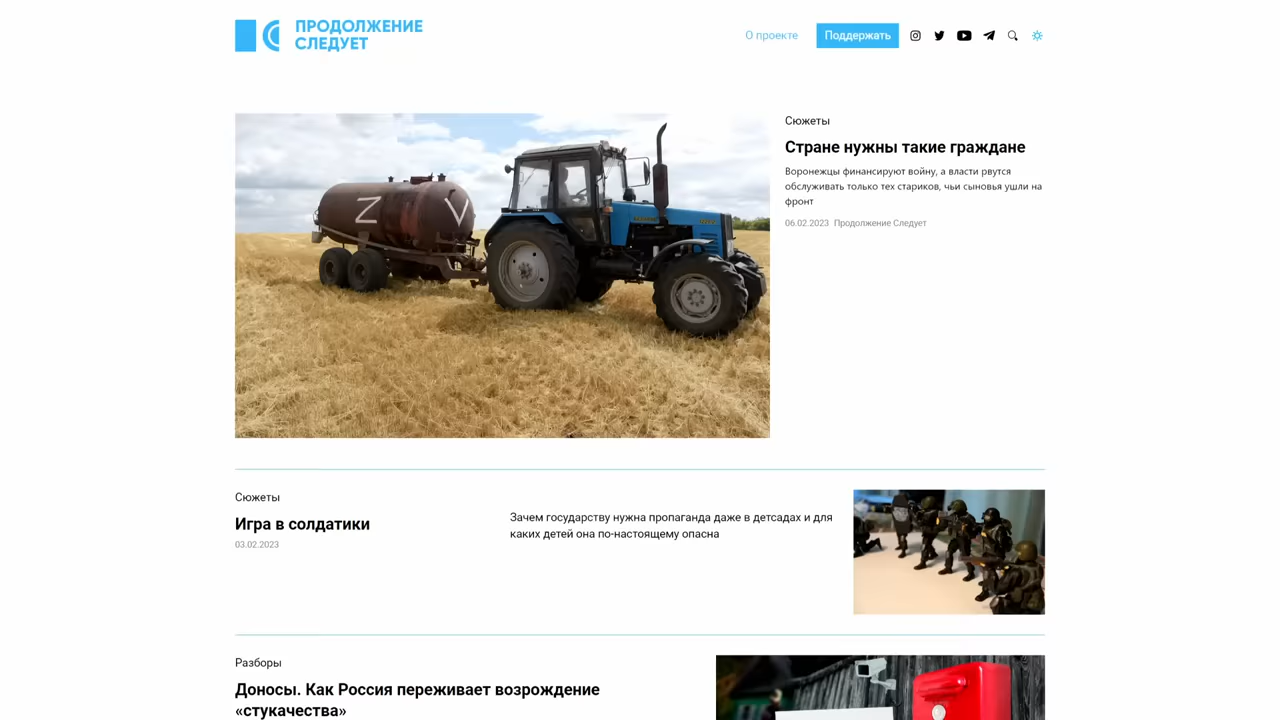 ПРОДОЛЖЕНИЕ
СЛЕДУЕТ
О проекте
Поддержать
Z V
Сюжеты
Стране нужны такие граждане
Воронежцы финансируют войну, а власти рвутся
обслуживать только тех стариков, чьи сыновья ушли на
фронт
06.02.2023 Продолжение Следует
Сюжеты
Игра в солдатики
03.02.2023
Зачем государству нужна пропаганда даже в детсадах и для
каких детей она по-настоящему опасна
Разборы
Доносы. Как Россия переживает возрождение
«стукачества»